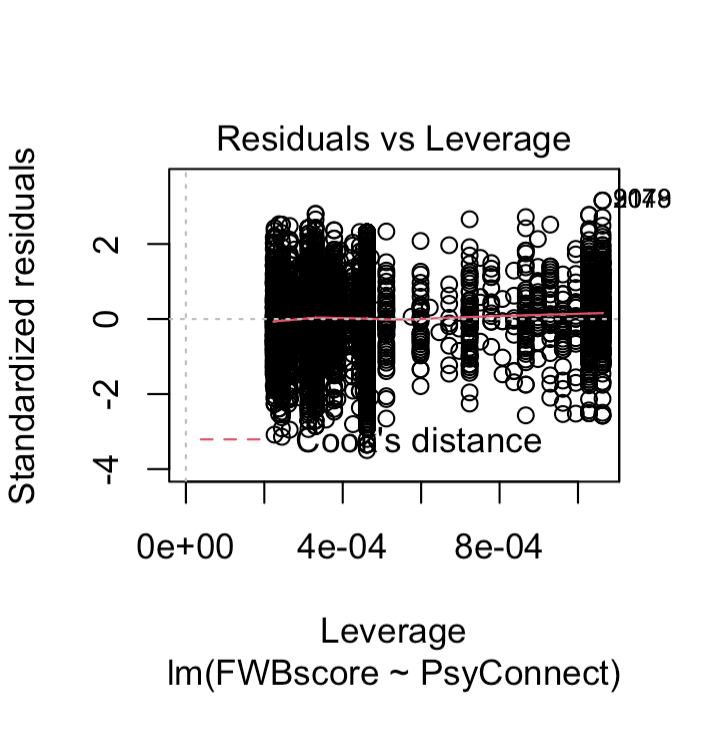 Residuals vs Leverage
Standardized residuals
2
0
-2
-4
Cook's distance
0e+00 4e-04 8e-04
Leverage
lm(FWBscore ~ PsyConnect)